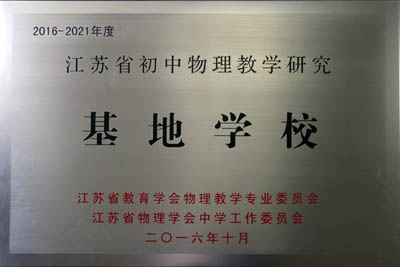 2016-2021年度
江苏省初中物理教学研究
基地学校
江苏省教育学会物理教学专业委员会
江苏省物理学会中学工作委员会
二〇一六年十月